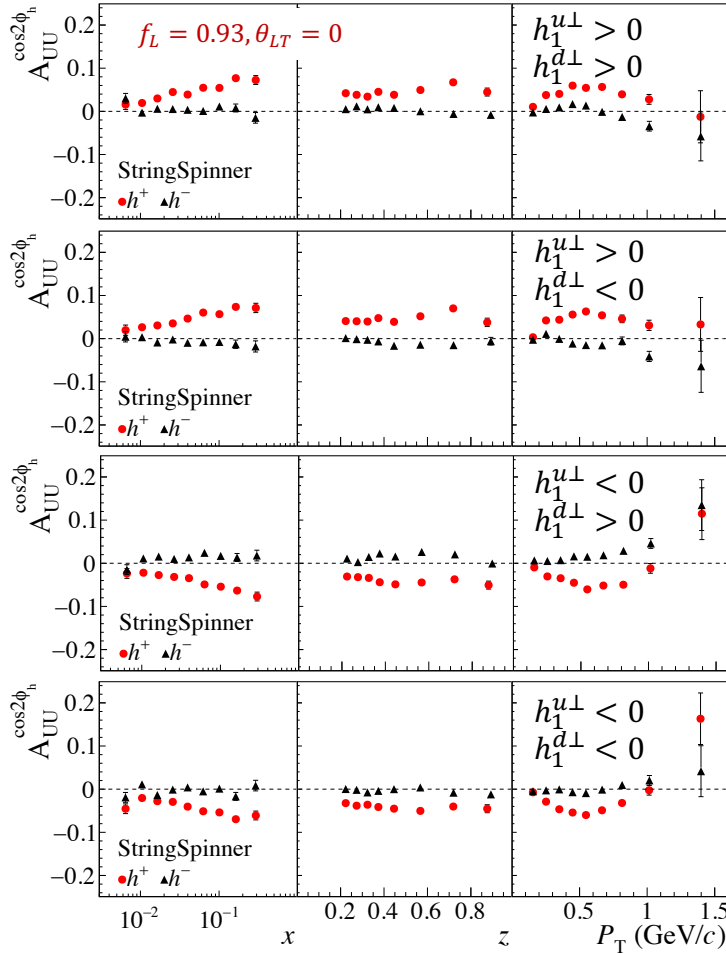 f_L = 0.93, θ_LT = 0
h_1^{u⊥} > 0
h_1^{d⊥} > 0
A_UU^{cos2ϕ_h}
0.2
0.1
0
−0.1
−0.2
StringSpinner
h⁺ h⁻
h_1^{u⊥} > 0
h_1^{d⊥} < 0
A_UU^{cos2ϕ_h}
0.2
0.1
0
−0.1
−0.2
StringSpinner
h⁺ h⁻
h_1^{u⊥} < 0
h_1^{d⊥} > 0
A_UU^{cos2ϕ_h}
0.2
0.1
0
−0.1
−0.2
StringSpinner
h⁺ h⁻
h_1^{u⊥} < 0
h_1^{d⊥} < 0
A_UU^{cos2ϕ_h}
0.2
0.1
0
−0.1
−0.2
StringSpinner
h⁺ h⁻
10⁻² 10⁻¹ 0.2 0.4 0.6 0.8 0.5 1 1.5
x z P_T (GeV/c)